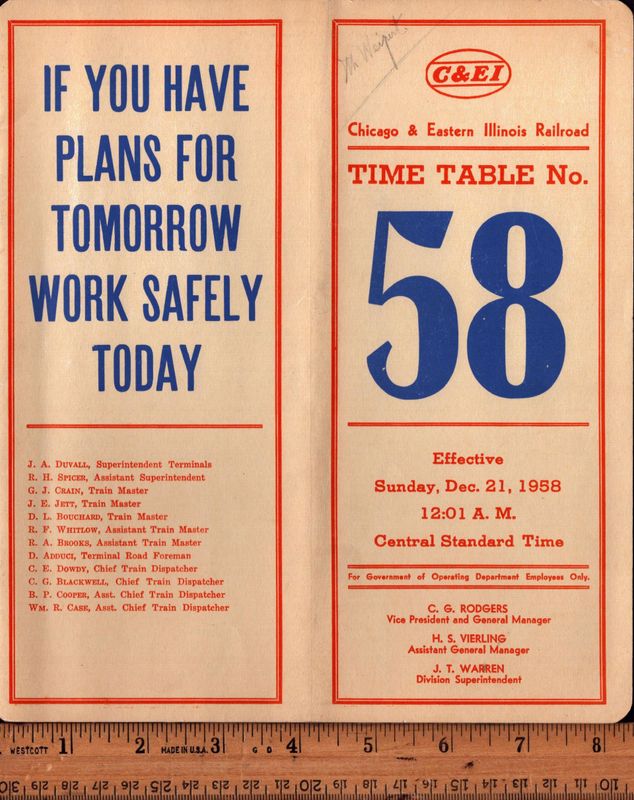 IF YOU HAVE
PLANS FOR
TOMORROW
WORK SAFELY
TODAY
J. A. DUVALL, Superintendent Terminals
R. H. SPICER, Assistant Superintendent
G. J. CRAIN, Train Master
J. E. JETT, Train Master
D. L. BOUCHARD, Train Master
R. F. WHITLOW, Assistant Train Master
R. A. BROOKS, Assistant Train Master
D. ADDUCI, Terminal Road Foreman
C. E. DOWDY, Chief Train Dispatcher
C. G. BLACKWELL, Chief Train Dispatcher
B. P. COOPER, Asst. Chief Train Dispatcher
WM. R. CASE, Asst. Chief Train Dispatcher
C&EI
Chicago & Eastern Illinois Railroad
TIME TABLE No.
58
Effective
Sunday, Dec. 21, 1958
12:01 A. M.
Central Standard Time
For Government of Operating Department Employees Only.
C. G. RODGERS
Vice President and General Manager
H. S. VIERLING
Assistant General Manager
J. T. WARREN
Division Superintendent
WESTCOTT 1 2 MADE IN U.S.A. 3 G D 4 5 6 7 8